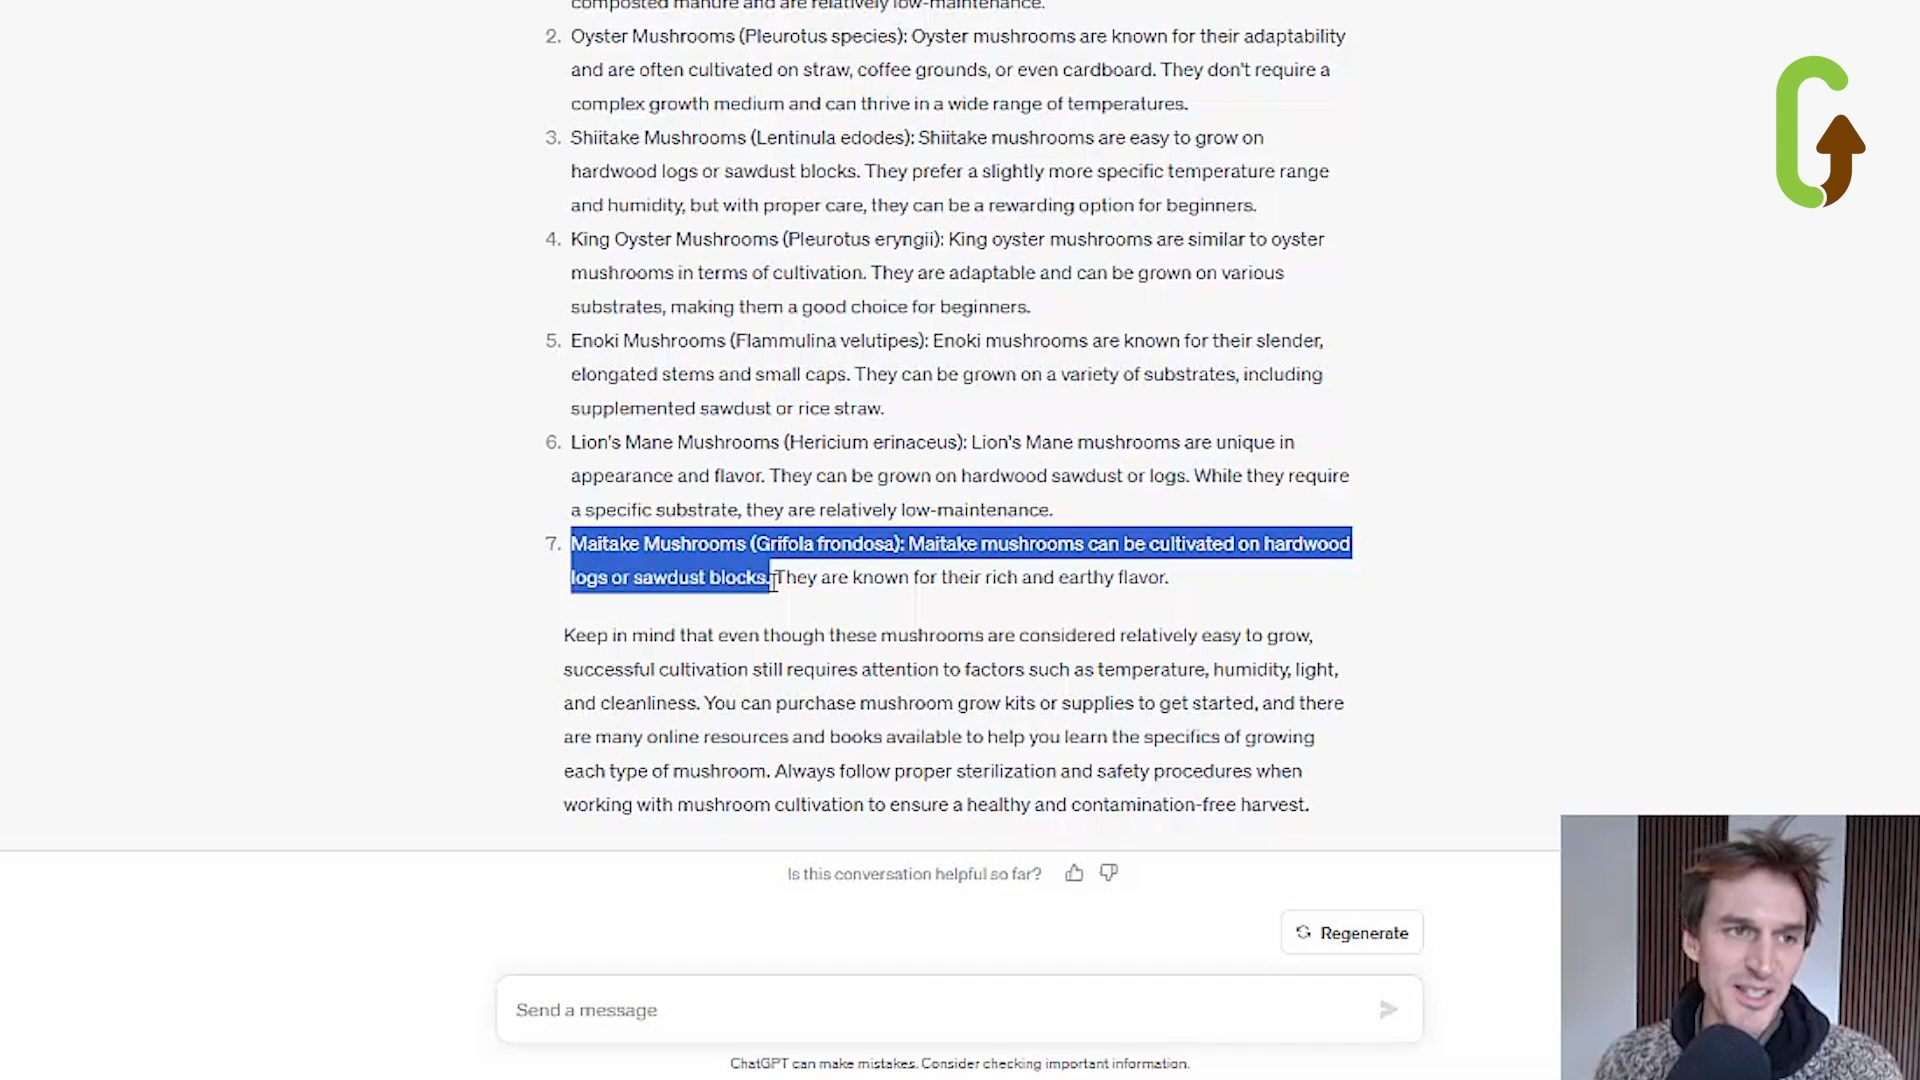 composted manure and are relatively low-maintenance.
2. Oyster Mushrooms (Pleurotus species): Oyster mushrooms are known for their adaptability
and are often cultivated on straw, coffee grounds, or even cardboard. They don't require a
complex growth medium and can thrive in a wide range of temperatures.
3. Shiitake Mushrooms (Lentinula edodes): Shiitake mushrooms are easy to grow on
hardwood logs or sawdust blocks. They prefer a slightly more specific temperature range
and humidity, but with proper care, they can be a rewarding option for beginners.
4. King Oyster Mushrooms (Pleurotus eryngii): King oyster mushrooms are similar to oyster
mushrooms in terms of cultivation. They are adaptable and can be grown on various
substrates, making them a good choice for beginners.
5. Enoki Mushrooms (Flammulina velutipes): Enoki mushrooms are known for their slender,
elongated stems and small caps. They can be grown on a variety of substrates, including
supplemented sawdust or rice straw.
6. Lion's Mane Mushrooms (Hericium erinaceus): Lion's Mane mushrooms are unique in
appearance and flavor. They can be grown on hardwood sawdust or logs. While they require
a specific substrate, they are relatively low-maintenance.
7. Maitake Mushrooms (Grifola frondosa): Maitake mushrooms can be cultivated on hardwood
logs or sawdust blocks. They are known for their rich and earthy flavor.
Keep in mind that even though these mushrooms are considered relatively easy to grow,
successful cultivation still requires attention to factors such as temperature, humidity, light,
and cleanliness. You can purchase mushroom grow kits or supplies to get started, and there
are many online resources and books available to help you learn the specifics of growing
each type of mushroom. Always follow proper sterilization and safety procedures when
working with mushroom cultivation to ensure a healthy and contamination-free harvest.
Is this conversation helpful so far?
Regenerate
Send a message
ChatGPT can make mistakes. Consider checking important information.